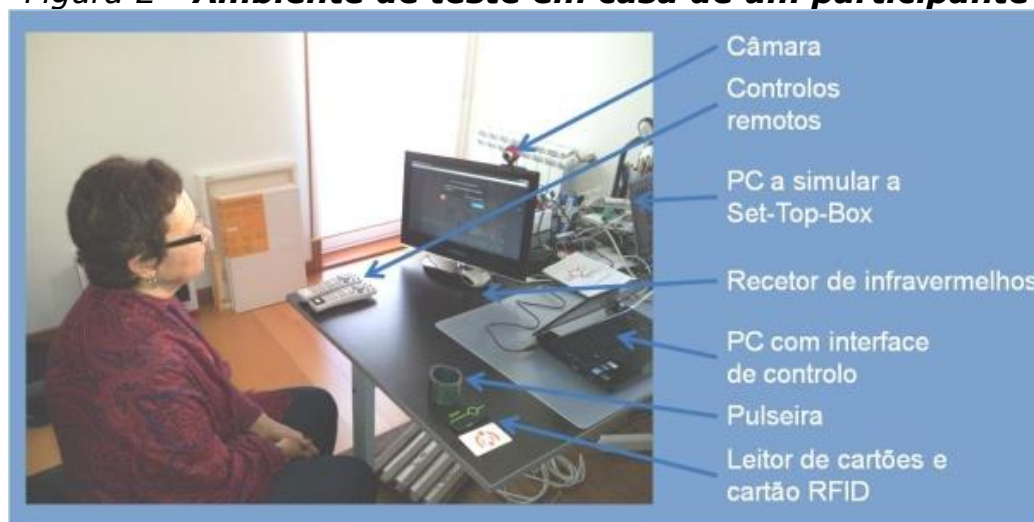 Figura 2 - Ambiente de teste em casa de um participante
Câmara
Controlos
remotos
PC a simular a
Set-Top-Box
Recetor de infravermelhos
PC com interface
de controlo
Pulseira
Leitor de cartões e
cartão RFID